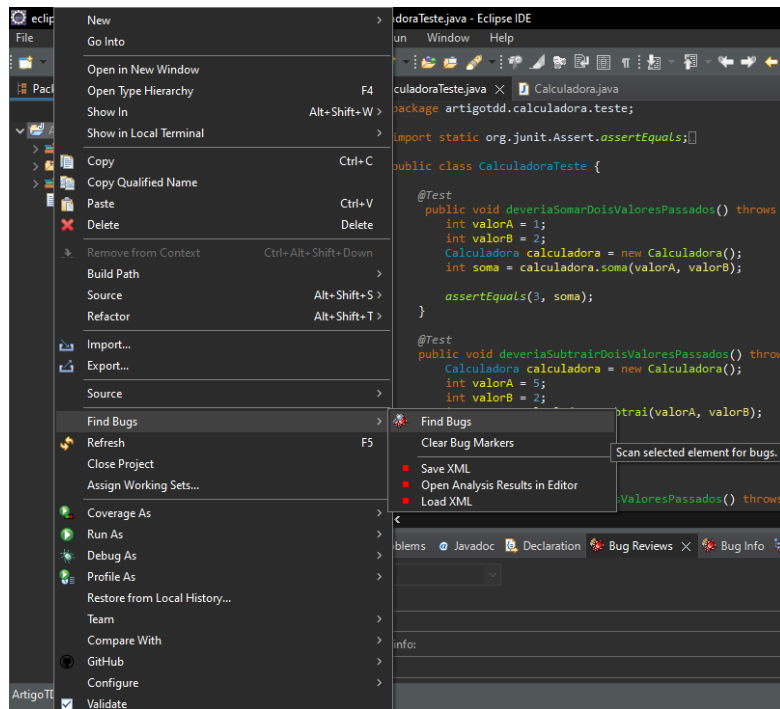 eclip
doraTeste.java - Eclipse IDE
File
un Window Help
Pack
culadoraTeste.java
Calculadora.java
New
Go Into
Open in New Window
Open Type Hierarchy F4
Show In Alt+Shift+W >
Show in Local Terminal >
Copy Ctrl+C
Copy Qualified Name
Paste Ctrl+V
Delete Delete
Remove from Context Ctrl+Alt+Shift+Down
Build Path >
Source Alt+Shift+S >
Refactor Alt+Shift+T >
Import...
Export...
Source >
Find Bugs >
Refresh F5
Close Project
Assign Working Sets...
Coverage As >
Run As >
Debug As >
Profile As >
Restore from Local History...
Team >
Compare With >
GitHub >
Configure >
Validate
Find Bugs
Clear Bug Markers
Save XML
Open Analysis Results in Editor
Load XML
Scan selected element for bugs.
package artigotdd.calculadora.teste;
import static org.junit.Assert.assertEquals;
public class CalculadoraTeste {
@Test
public void deveriaSomarDoisValoresPassados() throws
int valorA = 1;
int valorB = 2;
Calculadora calculadora = new Calculadora();
int soma = calculadora.soma(valorA, valorB);
assertEquals(3, soma);
}
@Test
public void deveriaSubtrairDoisValoresPassados() throw
Calculadora calculadora = new Calculadora();
int valorA = 5;
int valorB = 2;
btrai(valorA, valorB);
sValoresPassados() throws
blems
@ Javadoc
Declaration
Bug Reviews
Bug Info
info:
ArtigoTD